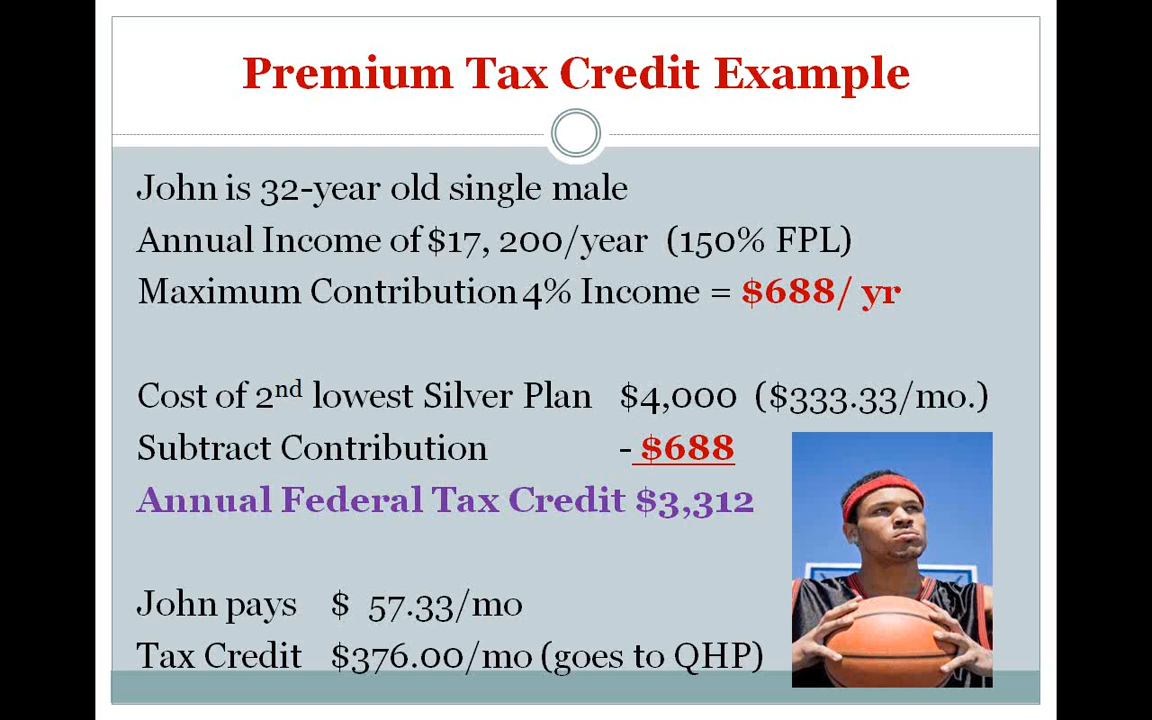 Premium Tax Credit Example
John is 32-year old single male
Annual Income of $17, 200/year (150% FPL)
Maximum Contribution 4% Income = $688/ yr
Cost of 2nd lowest Silver Plan $4,000 ($333.33/mo.)
Subtract Contribution - $688
Annual Federal Tax Credit $3,312
John pays $ 57.33/mo
Tax Credit $376.00/mo (goes to QHP)